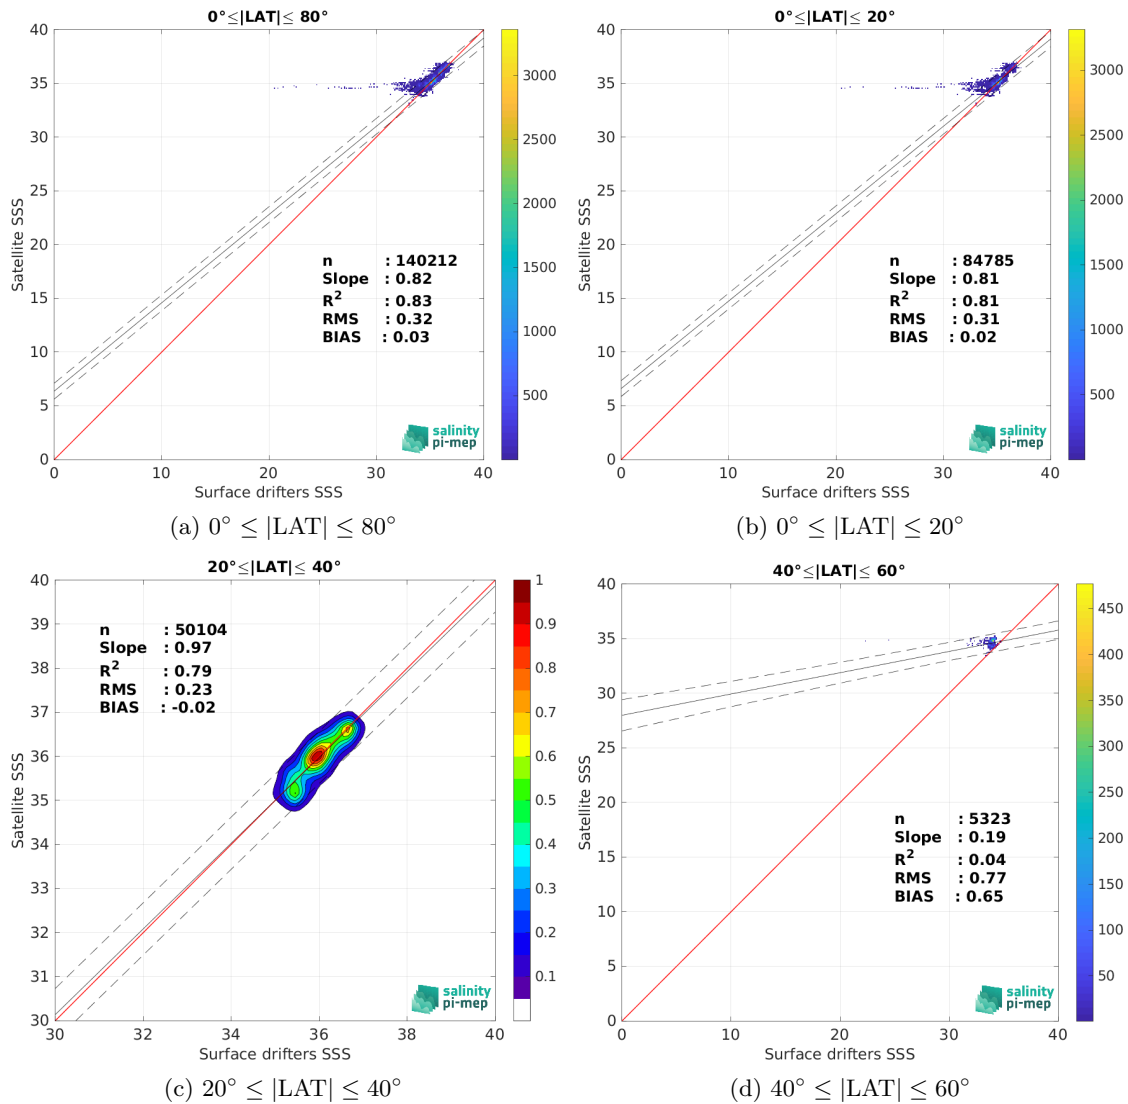 0°≤|LAT|≤ 80°
Satellite SSS
40
35
30
25
20
15
10
5
0
n : 140212
Slope : 0.82
R² : 0.83
RMS : 0.32
BIAS : 0.03
salinity
pi-mep
0 10 20 30 40
Surface drifters SSS
3000
2500
2000
1500
1000
500
(a) 0° ≤ |LAT| ≤ 80°
0°≤|LAT|≤ 20°
Satellite SSS
40
35
30
25
20
15
10
5
0
n : 84785
Slope : 0.81
R² : 0.81
RMS : 0.31
BIAS : 0.02
salinity
pi-mep
0 10 20 30 40
Surface drifters SSS
3000
2500
2000
1500
1000
500
(b) 0° ≤ |LAT| ≤ 20°
20°≤|LAT|≤ 40°
Satellite SSS
40
39
38
37
36
35
34
33
32
31
30
n : 50104
Slope : 0.97
R² : 0.79
RMS : 0.23
BIAS : -0.02
salinity
pi-mep
30 32 34 36 38 40
Surface drifters SSS
1
0.9
0.8
0.7
0.6
0.5
0.4
0.3
0.2
0.1
(c) 20° ≤ |LAT| ≤ 40°
40°≤|LAT|≤ 60°
Satellite SSS
40
35
30
25
20
15
10
5
0
n : 5323
Slope : 0.19
R² : 0.04
RMS : 0.77
BIAS : 0.65
salinity
pi-mep
0 10 20 30 40
Surface drifters SSS
450
400
350
300
250
200
150
100
50
(d) 40° ≤ |LAT| ≤ 60°